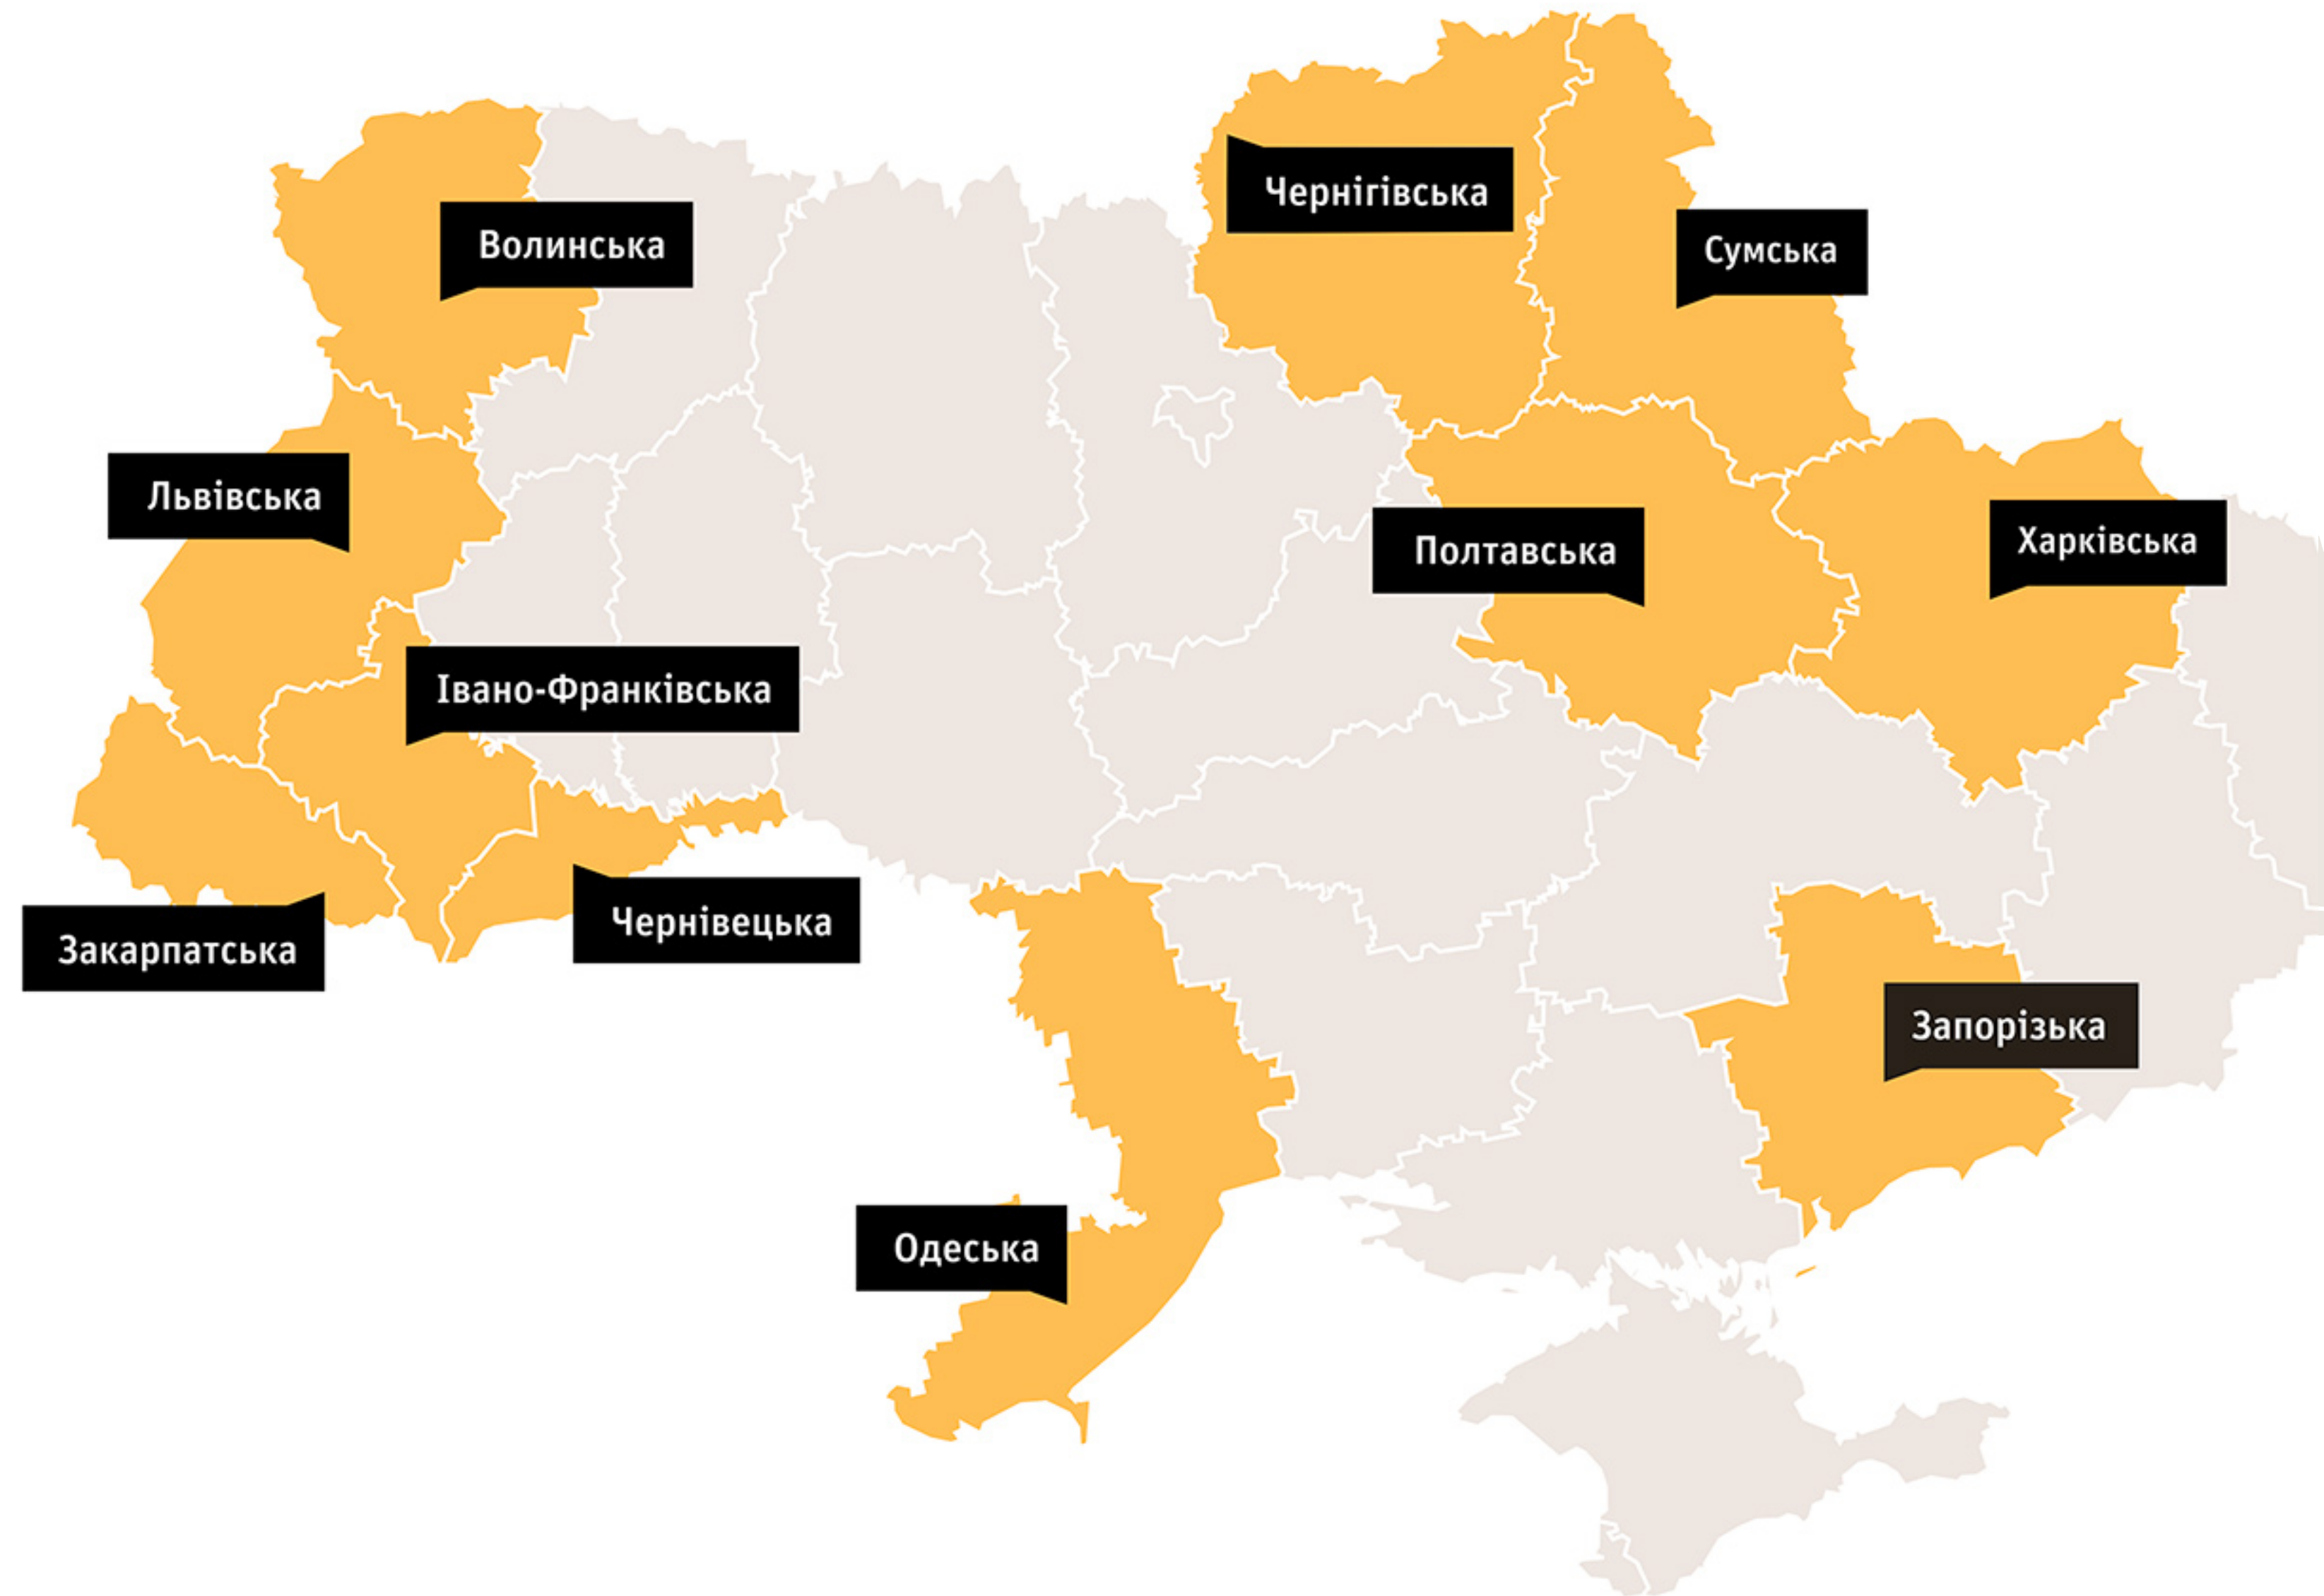 Чернігівська
Волинська
Сумська
Львівська
Полтавська
Харківська
Івано-Франківська
Чернівецька
Закарпатська
Запорізька
Одеська